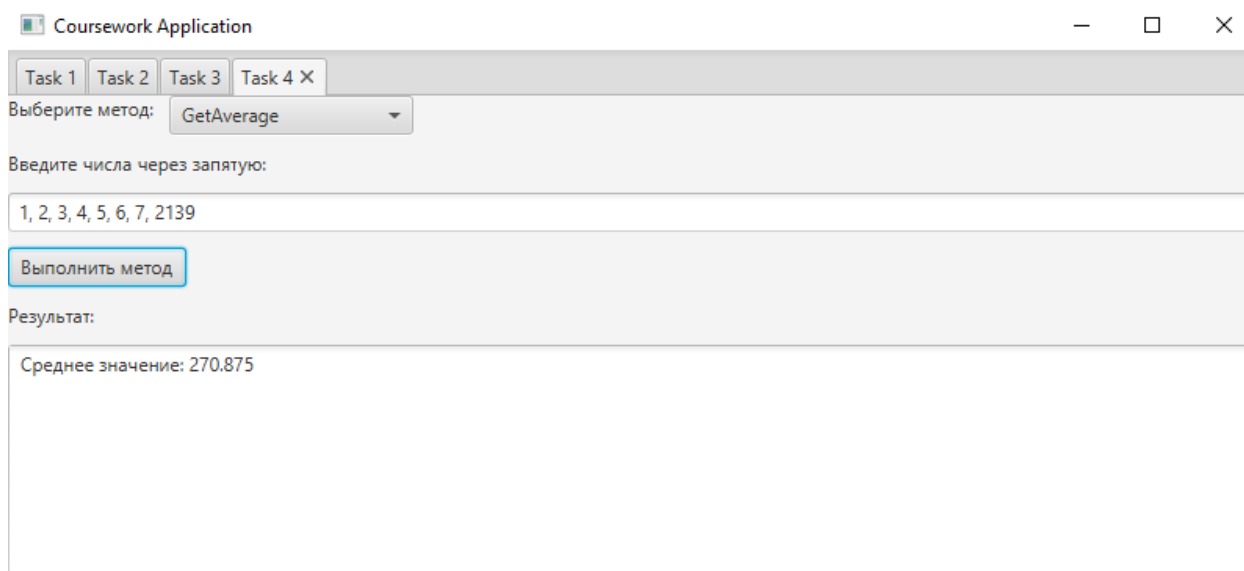 Coursework Application
Task 1 Task 2 Task 3 Task 4
Выберите метод: GetAverage
Введите числа через запятую:
1, 2, 3, 4, 5, 6, 7, 2139
Выполнить метод
Результат:
Среднее значение: 270.875